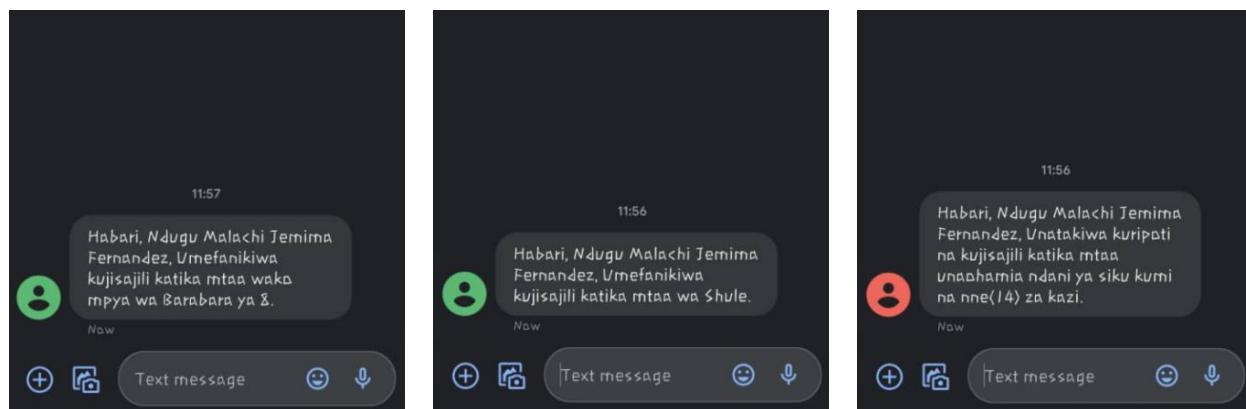 11:57
Habari, Ndugu Malachi Jemima
Fernandez, Umefanikiwa
kujisajili katika mtaa wako
mpya wa Barabara ya 8.
Now
Text message
11:56
Habari, Ndugu Malachi Jemima
Fernandez, Umefanikiwa
kujisajili katika mtaa wa Shule.
Now
Text message
11:56
Habari, Ndugu Malachi Jemima
Fernandez, Unatakiwa kuripoti
na kujisajili katika mtaa
unaohamia ndani ya siku kumi
na nne(14) za kazi.
Now
Text message